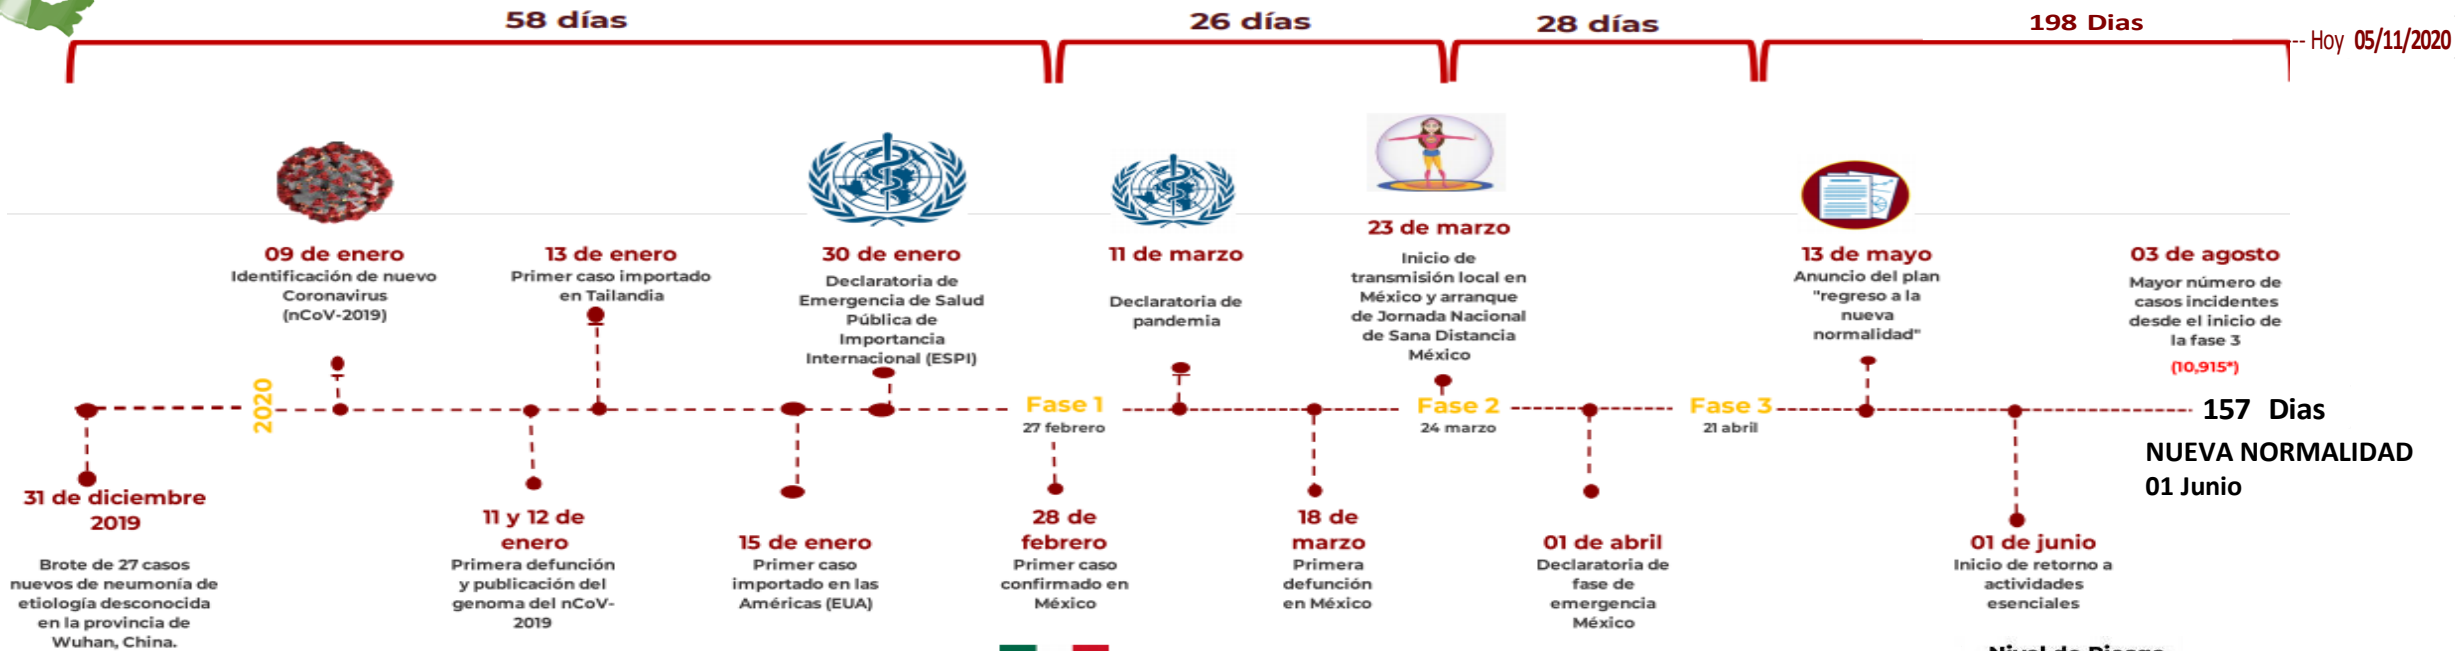 58 días
26 días
28 días
198 Dias
-- Hoy 05/11/2020
09 de enero
Identificación de nuevo
Coronavirus
(nCoV-2019)
13 de enero
Primer caso importado
en Tailandia
30 de enero
Declaratoria de
Emergencia de Salud
Pública de
Importancia
Internacional (ESPI)
11 de marzo
Declaratoria de
pandemia
23 de marzo
Inicio de
transmisión local en
México y arranque
de Jornada Nacional
de Sana Distancia
México
13 de mayo
Anuncio del plan
"regreso a la
nueva
normalidad"
03 de agosto
Mayor número de
casos incidentes
desde el inicio de
la fase 3
(10,915*)
2020
Fase 1
27 febrero
Fase 2
24 marzo
Fase 3
21 abril
157 Dias
NUEVA NORMALIDAD
01 Junio
31 de diciembre
2019
Brote de 27 casos
nuevos de neumonía de
etiología desconocida
en la provincia de
Wuhan, China.
11 y 12 de
enero
Primera defunción
y publicación del
genoma del nCoV-
2019
15 de enero
Primer caso
importado en las
Américas (EUA)
28 de
febrero
Primer caso
confirmado en
México
18 de
marzo
Primera
defunción
en México
01 de abril
Declaratoria de
fase de
emergencia
México
01 de junio
Inicio de retorno a
actividades
esenciales